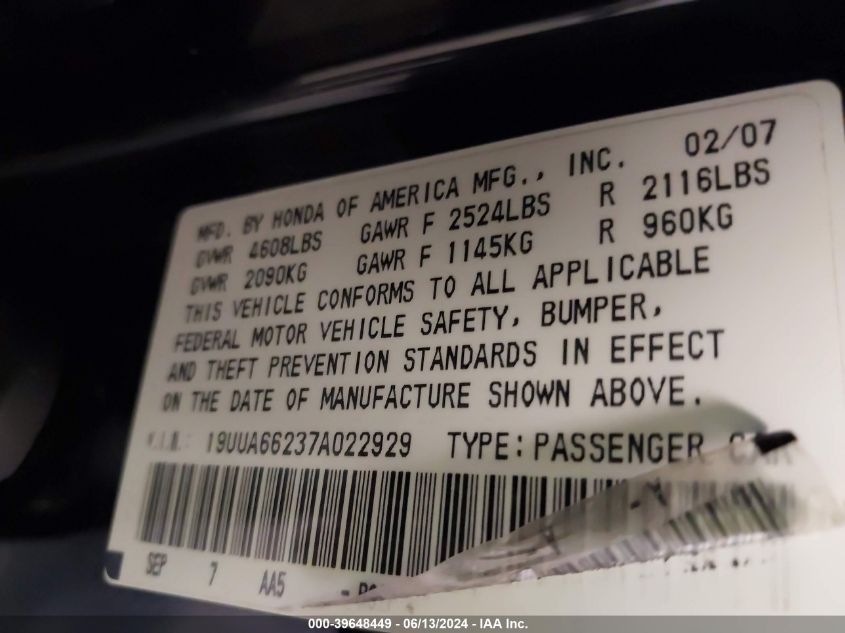 MFD. BY HONDA OF AMERICA MFG., INC. 02/07
GVWR 4608LBS GAWR F 2524LBS R 2116LBS
GVWR 2090KG GAWR F 1145KG R 960KG
THIS VEHICLE CONFORMS TO ALL APPLICABLE
FEDERAL MOTOR VEHICLE SAFETY, BUMPER,
AND THEFT PREVENTION STANDARDS IN EFFECT
ON THE DATE OF MANUFACTURE SHOWN ABOVE.
V.I.N.: 19UUA66237A022929 TYPE: PASSENGER CAR
SEP 7 AA5
000-39648449 - 06/13/2024 - IAA Inc.